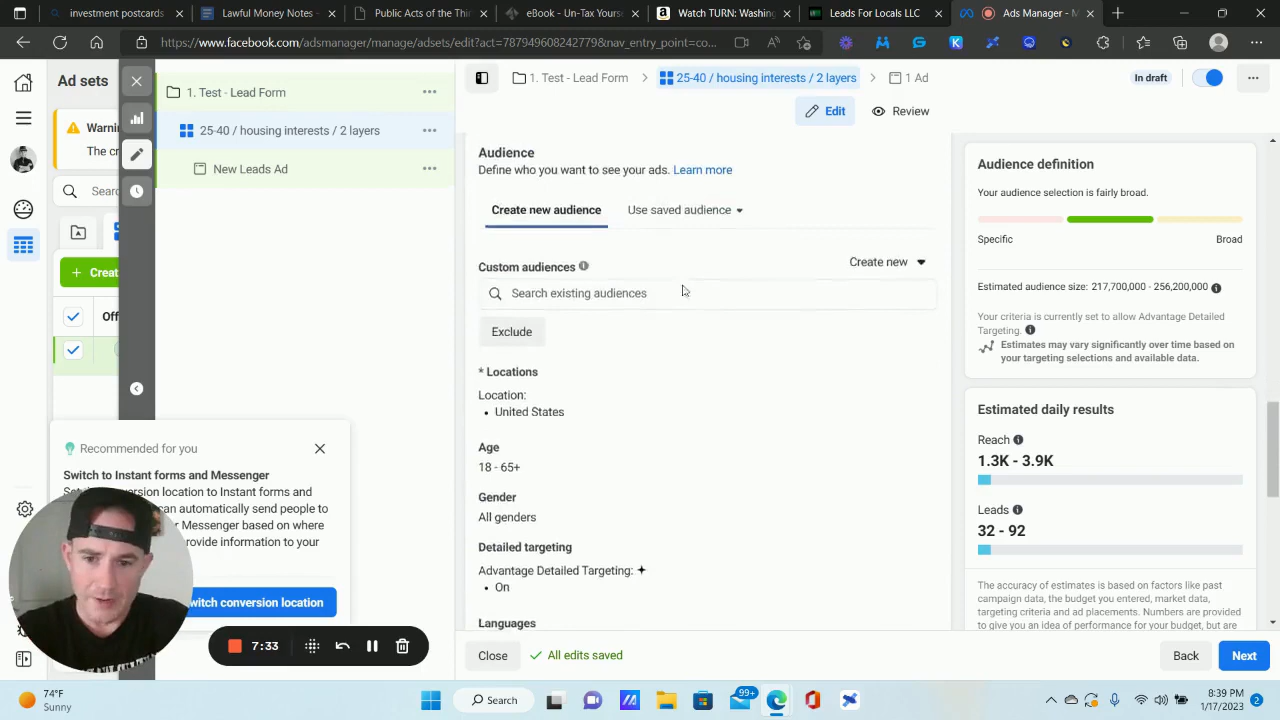 investment postcards
Lawful Money Notes -
Public Acts of the Thi
eBook - Un-Tax Yours
Watch TURN: Washing
Leads For Locals LLC
Ads Manager - M
https://www.facebook.com/adsmanager/manage/adsets/edit?act=787949608242779&nav_entry_point=co...
Ad sets
Warni
The cr
Searc
Creat
Off
1. Test - Lead Form
25-40 / housing interests / 2 layers
New Leads Ad
1. Test - Lead Form
25-40 / housing interests / 2 layers
1 Ad
In draft
Edit
Review
Audience
Define who you want to see your ads. Learn more
Create new audience
Use saved audience
Custom audiences
Create new
Search existing audiences
Exclude
* Locations
Location:
• United States
Age
18 - 65+
Gender
All genders
Detailed targeting
Advantage Detailed Targeting:
• On
Languages
Audience definition
Your audience selection is fairly broad.
Specific
Broad
Estimated audience size: 217,700,000 - 256,200,000
Your criteria is currently set to allow Advantage Detailed
Targeting.
Estimates may vary significantly over time based on
your targeting selections and available data.
Estimated daily results
Reach
1.3K - 3.9K
Leads
32 - 92
The accuracy of estimates is based on factors like past
campaign data, the budget you entered, market data,
targeting criteria and ad placements. Numbers are provided
to give you an idea of performance for your budget, but are
Recommended for you
Switch to Instant forms and Messenger
conversion location to Instant forms and
can automatically send people to
r Messenger based on where
rovide information to your
witch conversion location
7:33
Close
All edits saved
Back
Next
74°F
Sunny
Search
99+
8:39 PM
1/17/2023
2